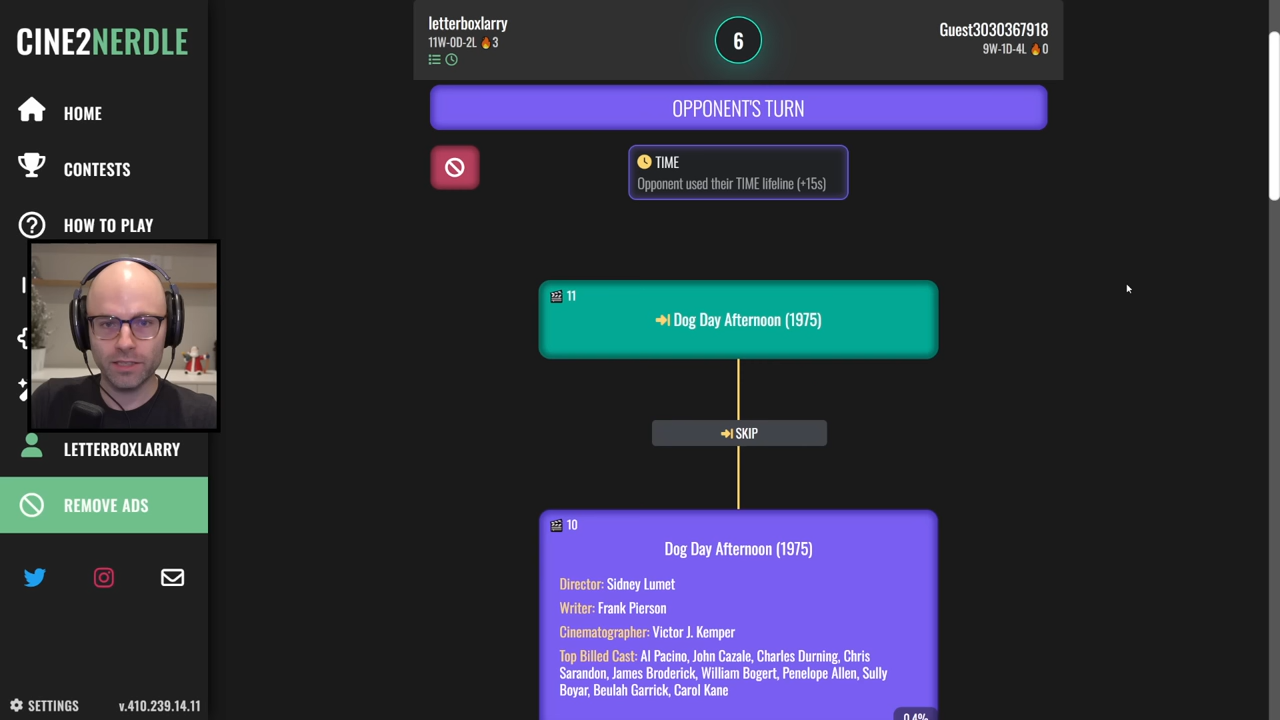 CINE2NERDLE
HOME
CONTESTS
HOW TO PLAY
LETTERBOXLARRY
REMOVE ADS
SETTINGS
v.410.239.14.11
letterboxlarry
11W-0D-2L 🔥3
6
Guest3030367918
9W-1D-4L 🔥0
OPPONENT'S TURN
TIME
Opponent used their TIME lifeline (+15s)
11
Dog Day Afternoon (1975)
SKIP
10
Dog Day Afternoon (1975)
Director: Sidney Lumet
Writer: Frank Pierson
Cinematographer: Victor J. Kemper
Top Billed Cast: Al Pacino, John Cazale, Charles Durning, Chris
Sarandon, James Broderick, William Bogert, Penelope Allen, Sully
Boyar, Beulah Garrick, Carol Kane